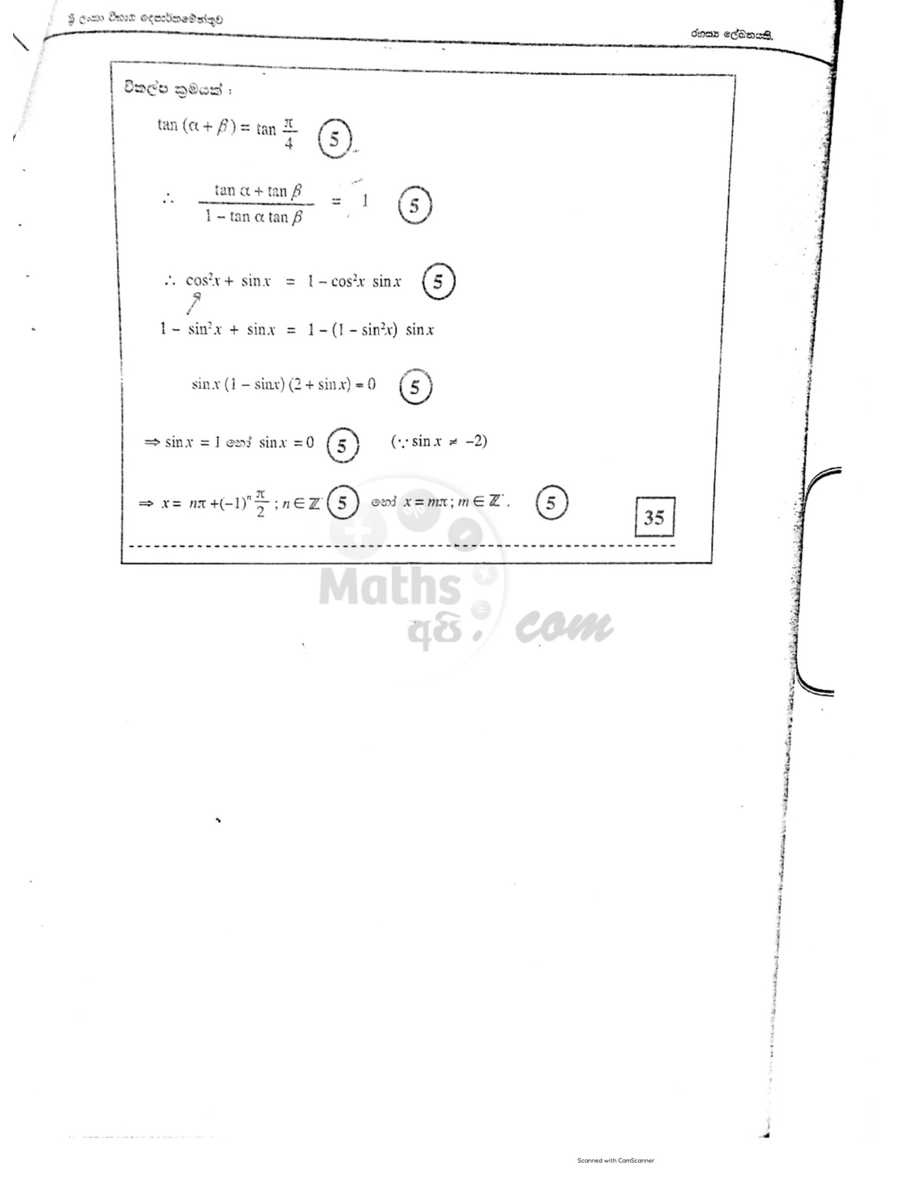 ශ්‍රී ලංකා විභාග දෙපාර්තමේන්තුව
රහස්‍ය ලේඛනයකි.
විකල්ප ක්‍රමයක් :
tan (α + β) = tan π/4 5
∴ (tan α + tan β)/(1 − tan α tan β) = 1 5
∴ cos²x + sin x = 1 − cos²x sin x 5
1 − sin²x + sin x = 1 − (1 − sin²x) sin x
sin x (1 − sin x) (2 + sin x) = 0 5
⇒ sin x = 1 හෝ sin x = 0 5 (∵ sin x ≠ −2)
⇒ x = nπ +(−1)ⁿ π/2 ; n ∈ ℤ 5 හෝ x = mπ ; m ∈ ℤ . 5
35
Maths
අපි . com
Scanned with CamScanner